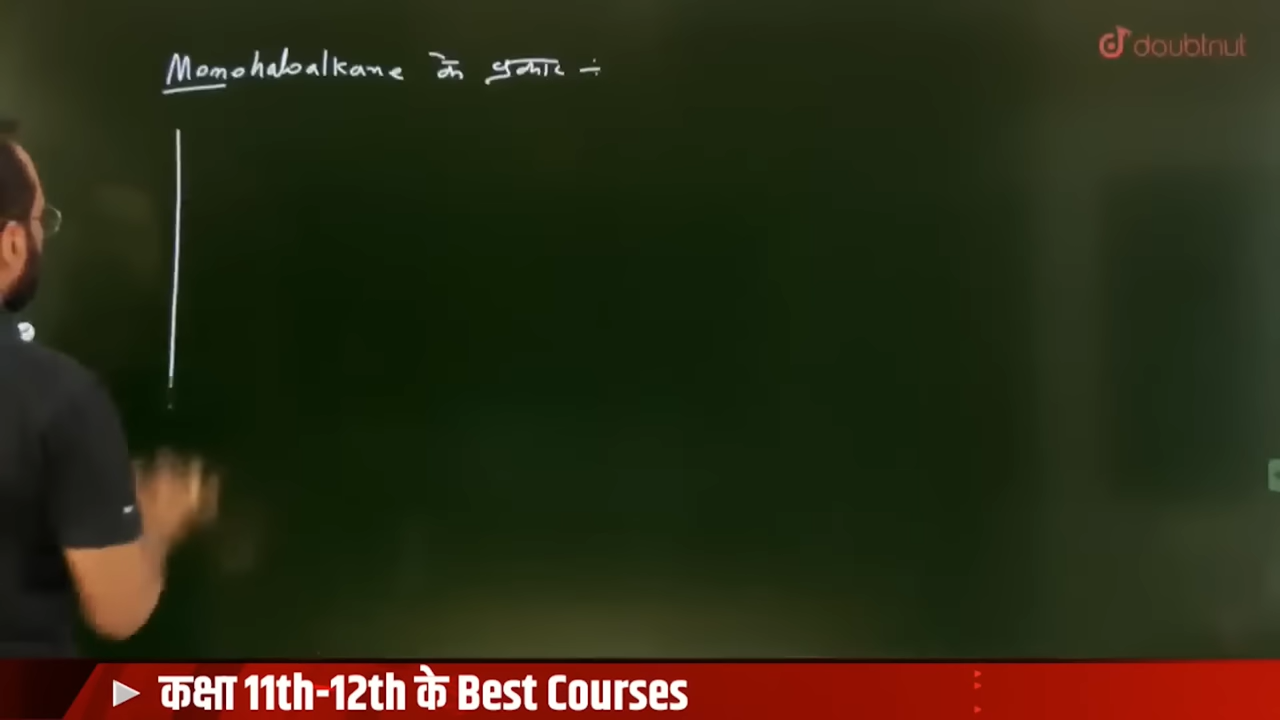 Monohaloalkane के प्रकार ÷
doubtnut
कक्षा 11th-12th के Best Courses